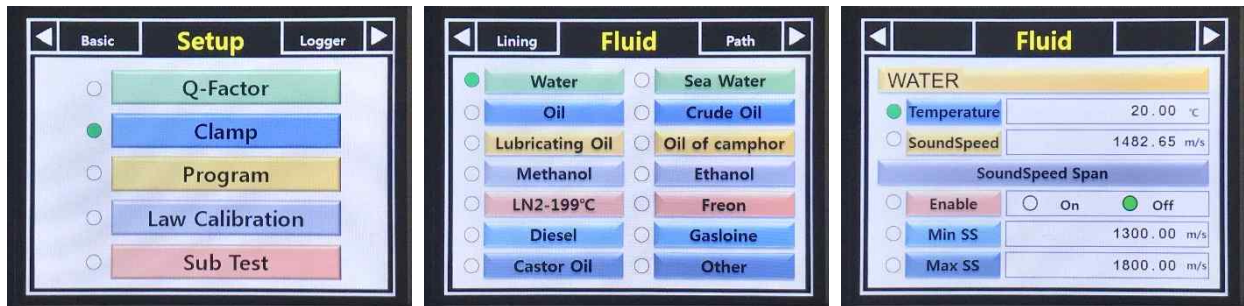 Basic Setup Logger
Q-Factor
Clamp
Program
Law Calibration
Sub Test
Lining Fluid Path
Water Sea Water
Oil Crude Oil
Lubricating Oil Oil of camphor
Methanol Ethanol
LN2-199℃ Freon
Diesel Gasloine
Castor Oil Other
Fluid
WATER
Temperature 20.00 ℃
SoundSpeed 1482.65 m/s
SoundSpeed Span
Enable On Off
Min SS 1300.00 m/s
Max SS 1800.00 m/s